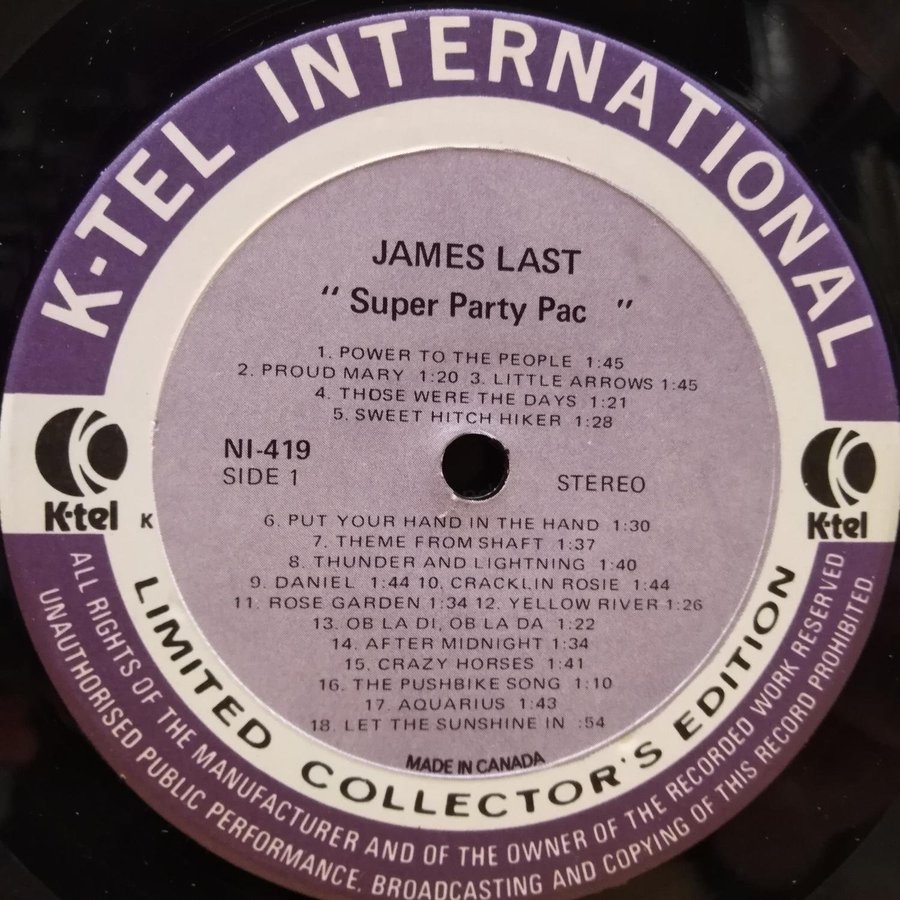 K-TEL INTERNATIONAL
JAMES LAST
" Super Party Pac "
1. POWER TO THE PEOPLE 1:45
2. PROUD MARY 1:20 3. LITTLE ARROWS 1:45
4. THOSE WERE THE DAYS 1:21
5. SWEET HITCH HIKER 1:28
NI-419
SIDE 1
STEREO
K-tel
K
K-tel
6. PUT YOUR HAND IN THE HAND 1:30
7. THEME FROM SHAFT 1:37
8. THUNDER AND LIGHTNING 1:40
9. DANIEL 1:44 10. CRACKLIN ROSIE 1:44
11. ROSE GARDEN 1:34 12. YELLOW RIVER 1:26
13. OB LA DI, OB LA DA 1:22
14. AFTER MIDNIGHT 1:34
15. CRAZY HORSES 1:41
16. THE PUSHBIKE SONG 1:10
17. AQUARIUS 1:43
18. LET THE SUNSHINE IN :54
MADE IN CANADA
LIMITED COLLECTOR'S EDITION
ALL RIGHTS OF THE MANUFACTURER AND OF THE OWNER OF THE RECORDED WORK RESERVED
UNAUTHORISED PUBLIC PERFORMANCE, BROADCASTING AND COPYING OF THIS RECORD PROHIBITED.